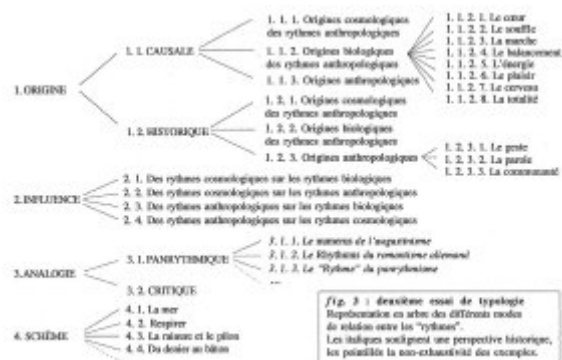 1. ORIGINE
1. 1. CAUSALE
1. 1. 1. Origines cosmologiques
des rythmes anthropologiques
1. 1. 2. Origines biologiques
des rythmes anthropologiques
1. 1. 2. 1. Le cœur
1. 1. 2. 2. Le souffle
1. 1. 2. 3. La marche
1. 1. 2. 4. Le balancement
1. 1. 2. 5. L'énergie
1. 1. 2. 6. Le plaisir
1. 1. 2. 7. Le cerveau
1. 1. 2. 8. La totalité
1. 1. 3. Origines anthropologiques
1. 2. HISTORIQUE
1. 2. 1. Origines cosmologiques
des rythmes anthropologiques
1. 2. 2. Origines biologiques
des rythmes anthropologiques
1. 2. 3. Origines anthropologiques
1. 2. 3. 1. Le geste
1. 2. 3. 2. La parole
1. 2. 3. 3. La communauté
2. INFLUENCE
2. 1. Des rythmes cosmologiques sur les rythmes biologiques
2. 2. Des rythmes cosmologiques sur les rythmes anthropologiques
2. 3. Des rythmes anthropologiques sur les rythmes biologiques
2. 4. Des rythmes anthropologiques sur les rythmes cosmologiques
3. ANALOGIE
3. 1. PANRYTHMIQUE
3. 1. 1. Le numerus de l'augustinisme
3. 1. 2. Le Rhythmus du romantisme allemand
3. 1. 3. Le "Rythme" du panrythmisme
...
3. 2. CRITIQUE
4. SCHÈME
4. 1. La mer
4. 2. Respirer
4. 3. La rainure et le pilon
4. 4. Du denier au bâton
fig. 3 : deuxième essai de typologie
Représentation en arbre des différents modes
de relation entre les "rythmes".
Les italiques soulignent une perspective historique,
les pointillés la non-exhaustivité des exemples.